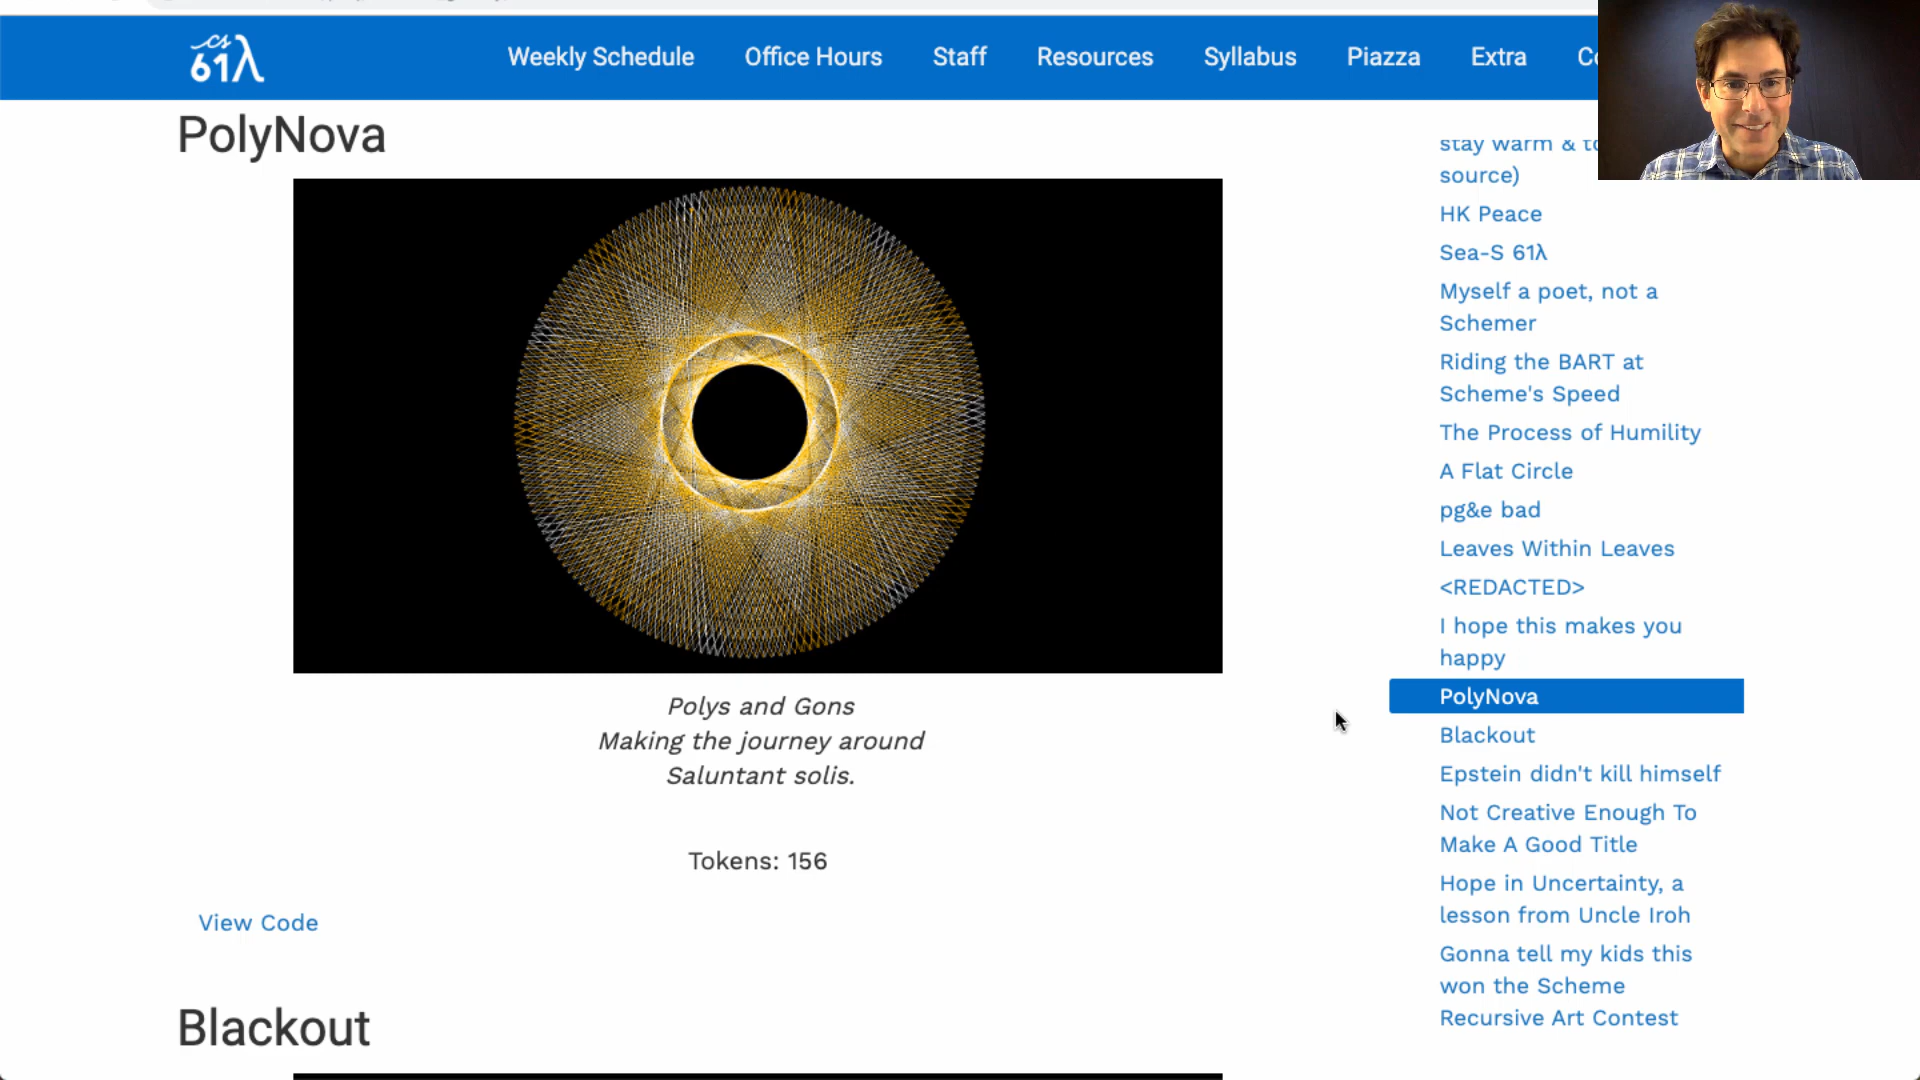 cs
61λ
Weekly Schedule
Office Hours
Staff
Resources
Syllabus
Piazza
Extra
PolyNova
Polys and Gons
Making the journey around
Saluntant solis.
Tokens: 156
View Code
Blackout
stay warm &
source)
HK Peace
Sea-S 61λ
Myself a poet, not a
Schemer
Riding the BART at
Scheme's Speed
The Process of Humility
A Flat Circle
pg&e bad
Leaves Within Leaves
<REDACTED>
I hope this makes you
happy
PolyNova
Blackout
Epstein didn't kill himself
Not Creative Enough To
Make A Good Title
Hope in Uncertainty, a
lesson from Uncle Iroh
Gonna tell my kids this
won the Scheme
Recursive Art Contest